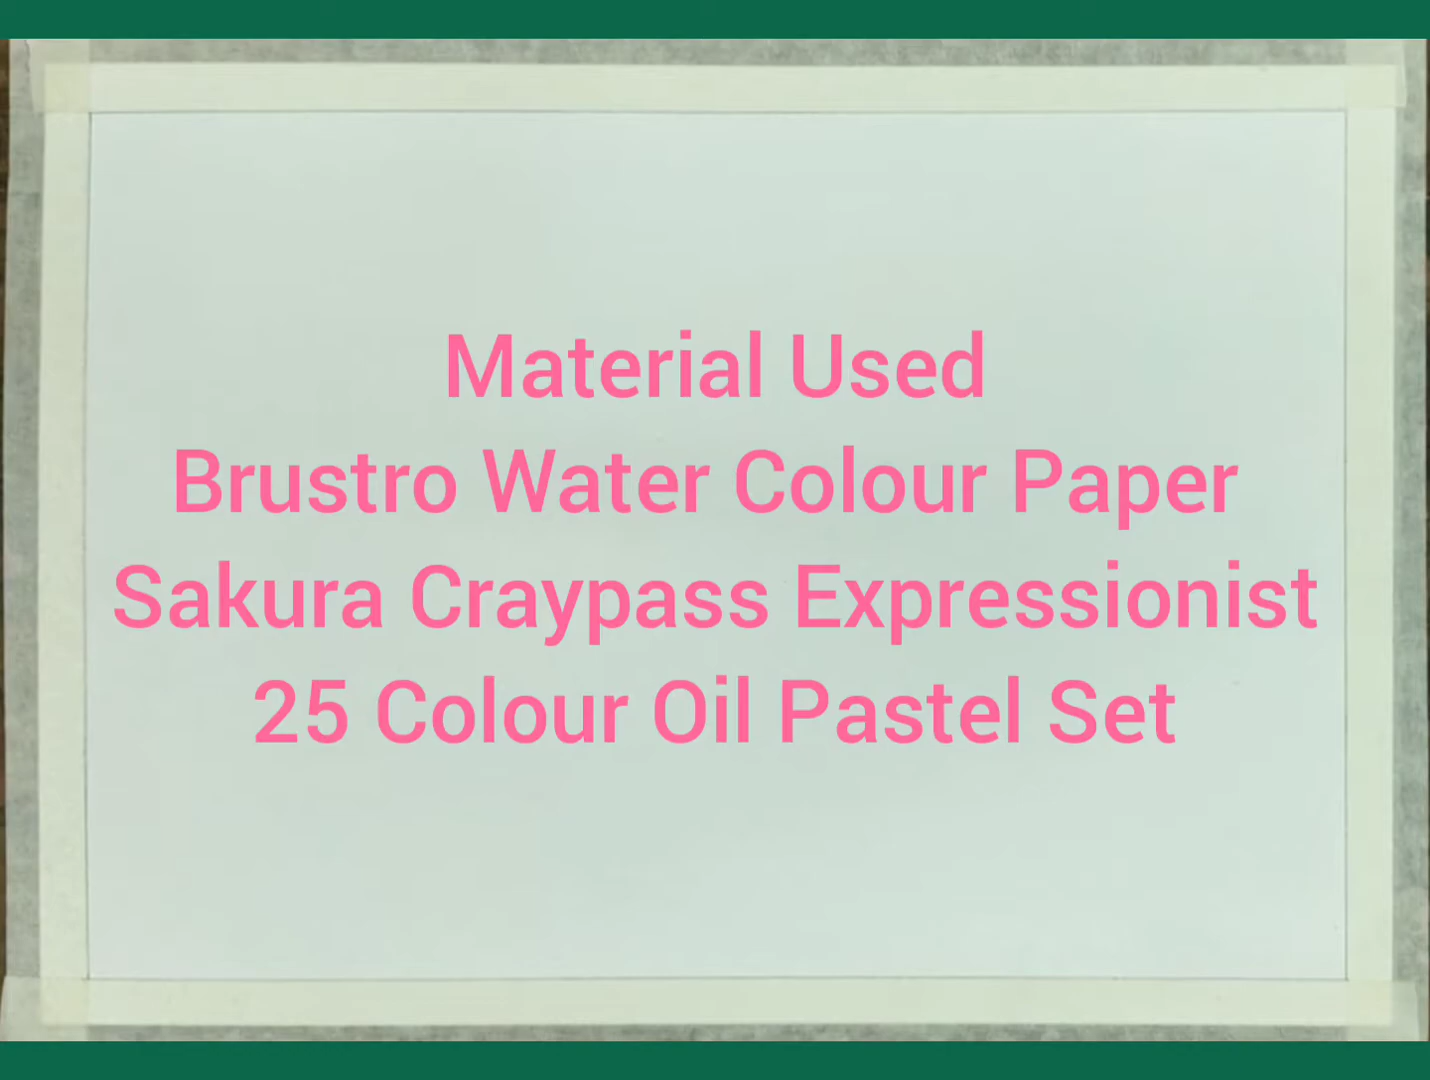 Material Used
Brustro Water Colour Paper
Sakura Craypass Expressionist
25 Colour Oil Pastel Set